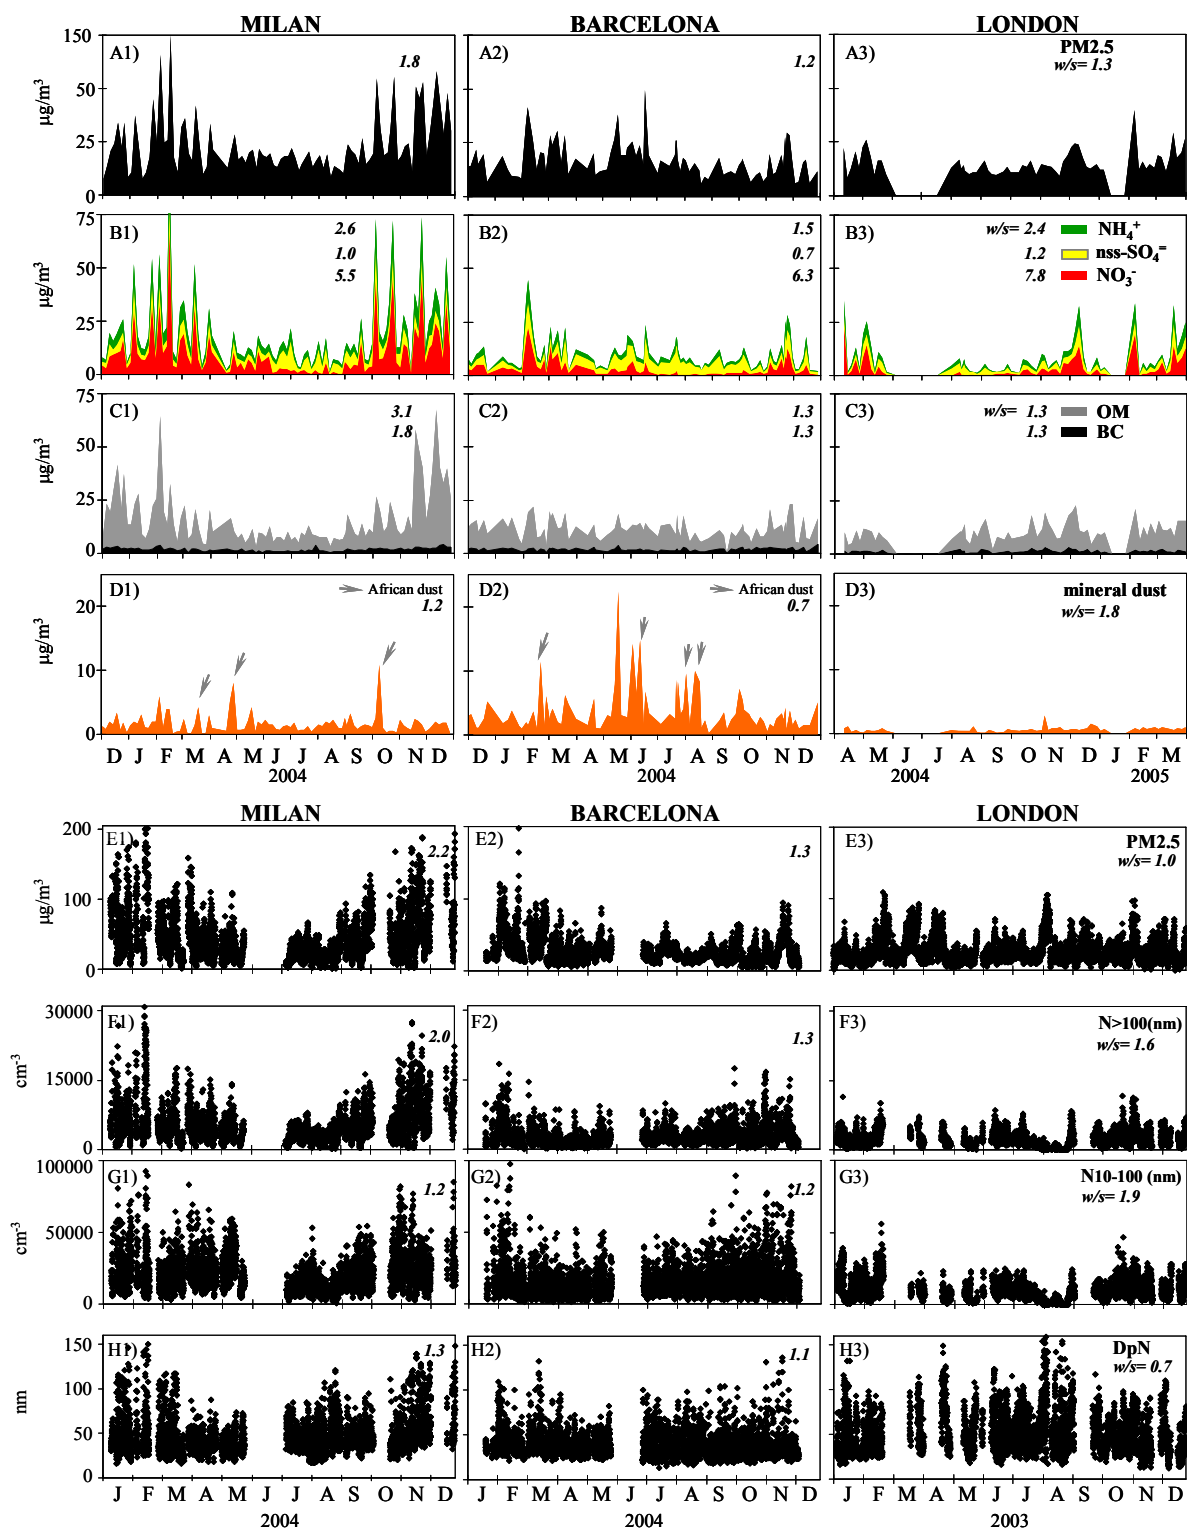 MILAN BARCELONA LONDON
A1) 1.8 A2) 1.2 A3) PM2.5
w/s= 1.3
µg/m³
150
50
25
0
B1) 2.6 B2) 1.5 B3) w/s= 2.4 NH₄⁺
1.0 0.7 1.2 nss-SO₄⁼
5.5 6.3 7.8 NO₃⁻
µg/m³
75
50
25
0
C1) 3.1 C2) 1.3 C3) w/s= 1.3 OM
1.8 1.3 1.3 BC
µg/m³
75
50
25
0
D1) African dust D2) African dust D3) mineral dust
1.2 0.7 w/s= 1.8
µg/m³
20
10
0
D J F M A M J J A S O N D D J F M A M J J A S O N D A M J J A S O N D J F M
2004 2004 2004 2005
MILAN BARCELONA LONDON
E1) 2.2 E2) 1.3 E3) PM2.5
w/s= 1.0
µg/m³
200
100
0
F1) 2.0 F2) 1.3 F3) N>100(nm)
w/s= 1.6
cm⁻³
30000
15000
0
G1) 1.2 G2) 1.2 G3) N10-100 (nm)
w/s= 1.9
cm⁻³
100000
50000
0
H1) 1.3 H2) 1.1 H3) DpN
w/s= 0.7
nm
150
100
50
0
J F M A M J J A S O N D J F M A M J J A S O N D J F M A M J J A S O N D
2004 2004 2003